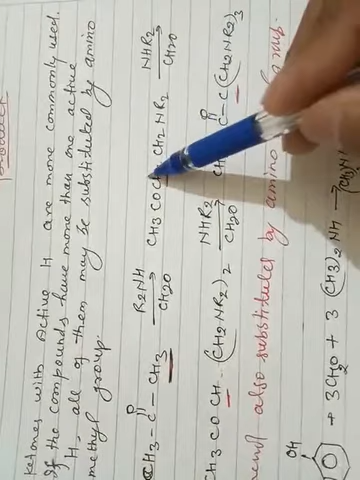 ketones with active H are more commonly used.
If the compounds have more than one active
H, all of them may be substituted by amino
methyl group.
CH3-C-CH3 R2NH CH2O CH3COCH CH2NR2 NHR2 CH2O
O
CH3COCH-(CH2NR2)2 NHR2 CH2O C-C(CH2NR2)3
O
also substituted by amino
OH
+ 3CH2O + 3(CH3)2NH →